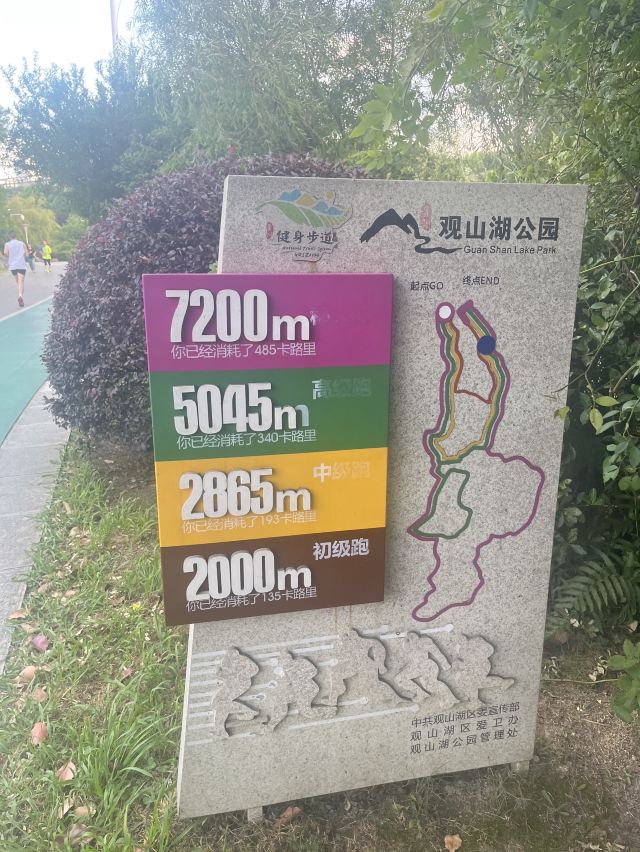 健身步道
观山湖公园
Guan Shan Lake Park
起点GO 终点END
7200m
你已经消耗了485卡路里
高级跑
5045m
你已经消耗了340卡路里
中级跑
2865m
你已经消耗了193卡路里
初级跑
2000m
你已经消耗了135卡路里
中共观山湖区委宣传部
观山湖区爱卫办
观山湖公园管理处